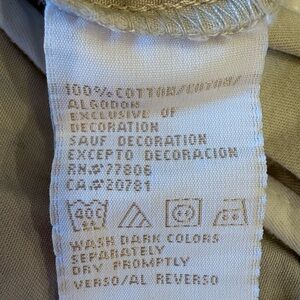 100% COTTON/COTON/
ALGODON
EXCLUSIVE OF
DECORATION
SAUF DECORATION
EXCEPTO DECORACION
RN#77806
CA#20781
40C
WASH DARK COLORS
SEPARATELY
DRY PROMPTLY
VERSO/AL REVERSO